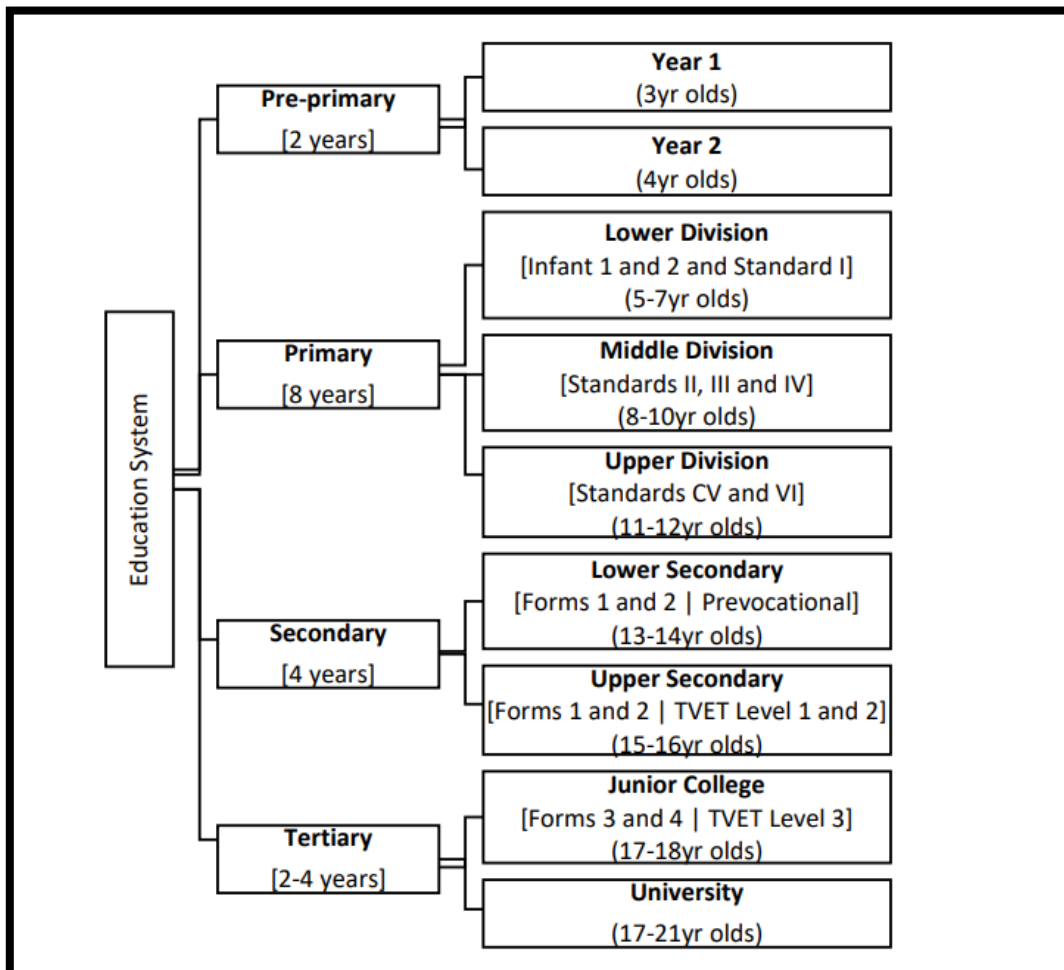 Education System
Pre-primary
[2 years]
Year 1
(3yr olds)
Year 2
(4yr olds)
Primary
[8 years]
Lower Division
[Infant 1 and 2 and Standard I]
(5-7yr olds)
Middle Division
[Standards II, III and IV]
(8-10yr olds)
Upper Division
[Standards CV and VI]
(11-12yr olds)
Secondary
[4 years]
Lower Secondary
[Forms 1 and 2 | Prevocational]
(13-14yr olds)
Upper Secondary
[Forms 1 and 2 | TVET Level 1 and 2]
(15-16yr olds)
Tertiary
[2-4 years]
Junior College
[Forms 3 and 4 | TVET Level 3]
(17-18yr olds)
University
(17-21yr olds)